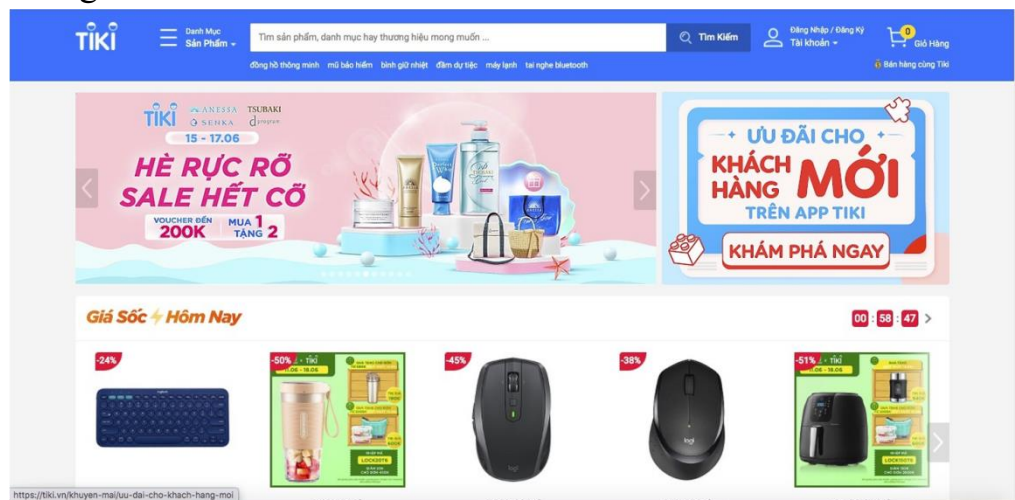 TIKI
Danh Mục
Sản Phẩm
Tìm sản phẩm, danh mục hay thương hiệu mong muốn ...
Tìm Kiếm
Đăng Nhập / Đăng Ký
Tài khoản
0
Giỏ Hàng
đồng hồ thông minh mũ bảo hiểm bình giữ nhiệt đầm dự tiệc máy lạnh tai nghe bluetooth
Bán hàng cùng Tiki
TIKI
ANESSA TSUBAKI
SENKA d program
15 - 17.06
HÈ RỰC RỠ
SALE HẾT CỠ
VOUCHER ĐẾN
200K
MUA 1
TẶNG 2
ƯU ĐÃI CHO
KHÁCH
HÀNG
MỚI
TRÊN APP TIKI
KHÁM PHÁ NGAY
Giá Sốc Hôm Nay
00 : 58 : 47
-24%
-50%
TIKI
-45%
-38%
-51%
TIKI
logi
logi
https://tiki.vn/khuyen-mai/uu-dai-cho-khach-hang-moi